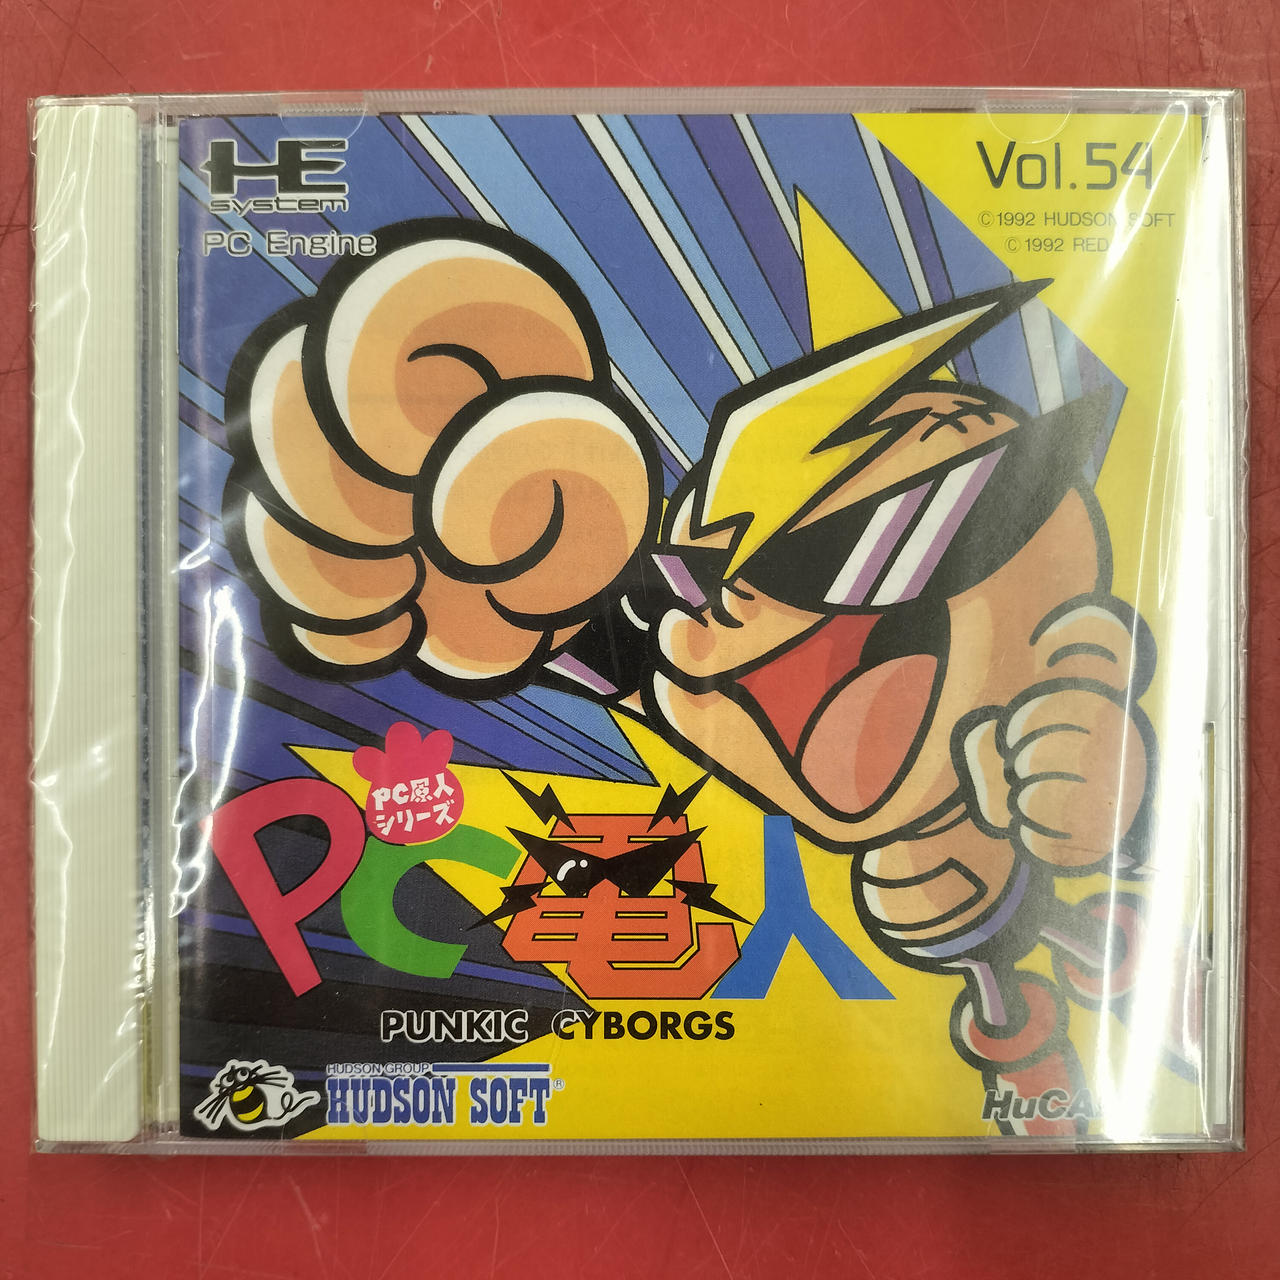 HE
system
PC Engine
Vol.54
©1992 HUDSON SOFT
©1992 RED
PC原人
シリーズ
PC電人
PUNKIC CYBORGS
HUDSON GROUP
HUDSON SOFT®